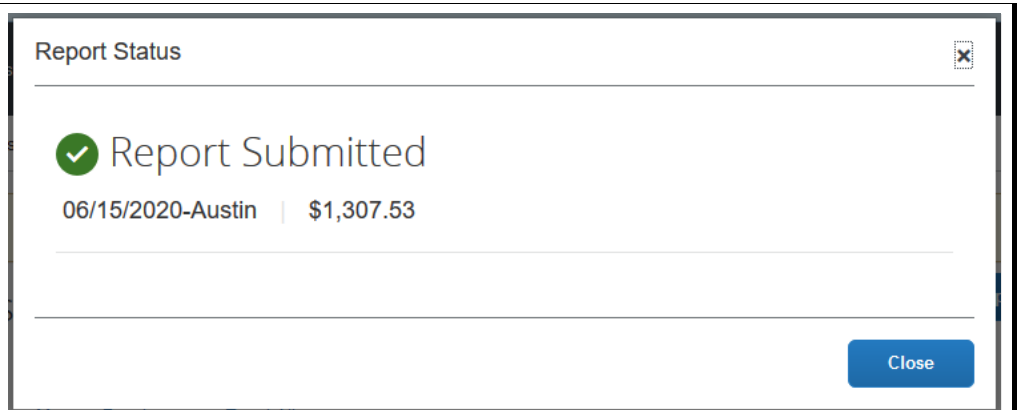 Report Status
Report Submitted
06/15/2020-Austin | $1,307.53
Close